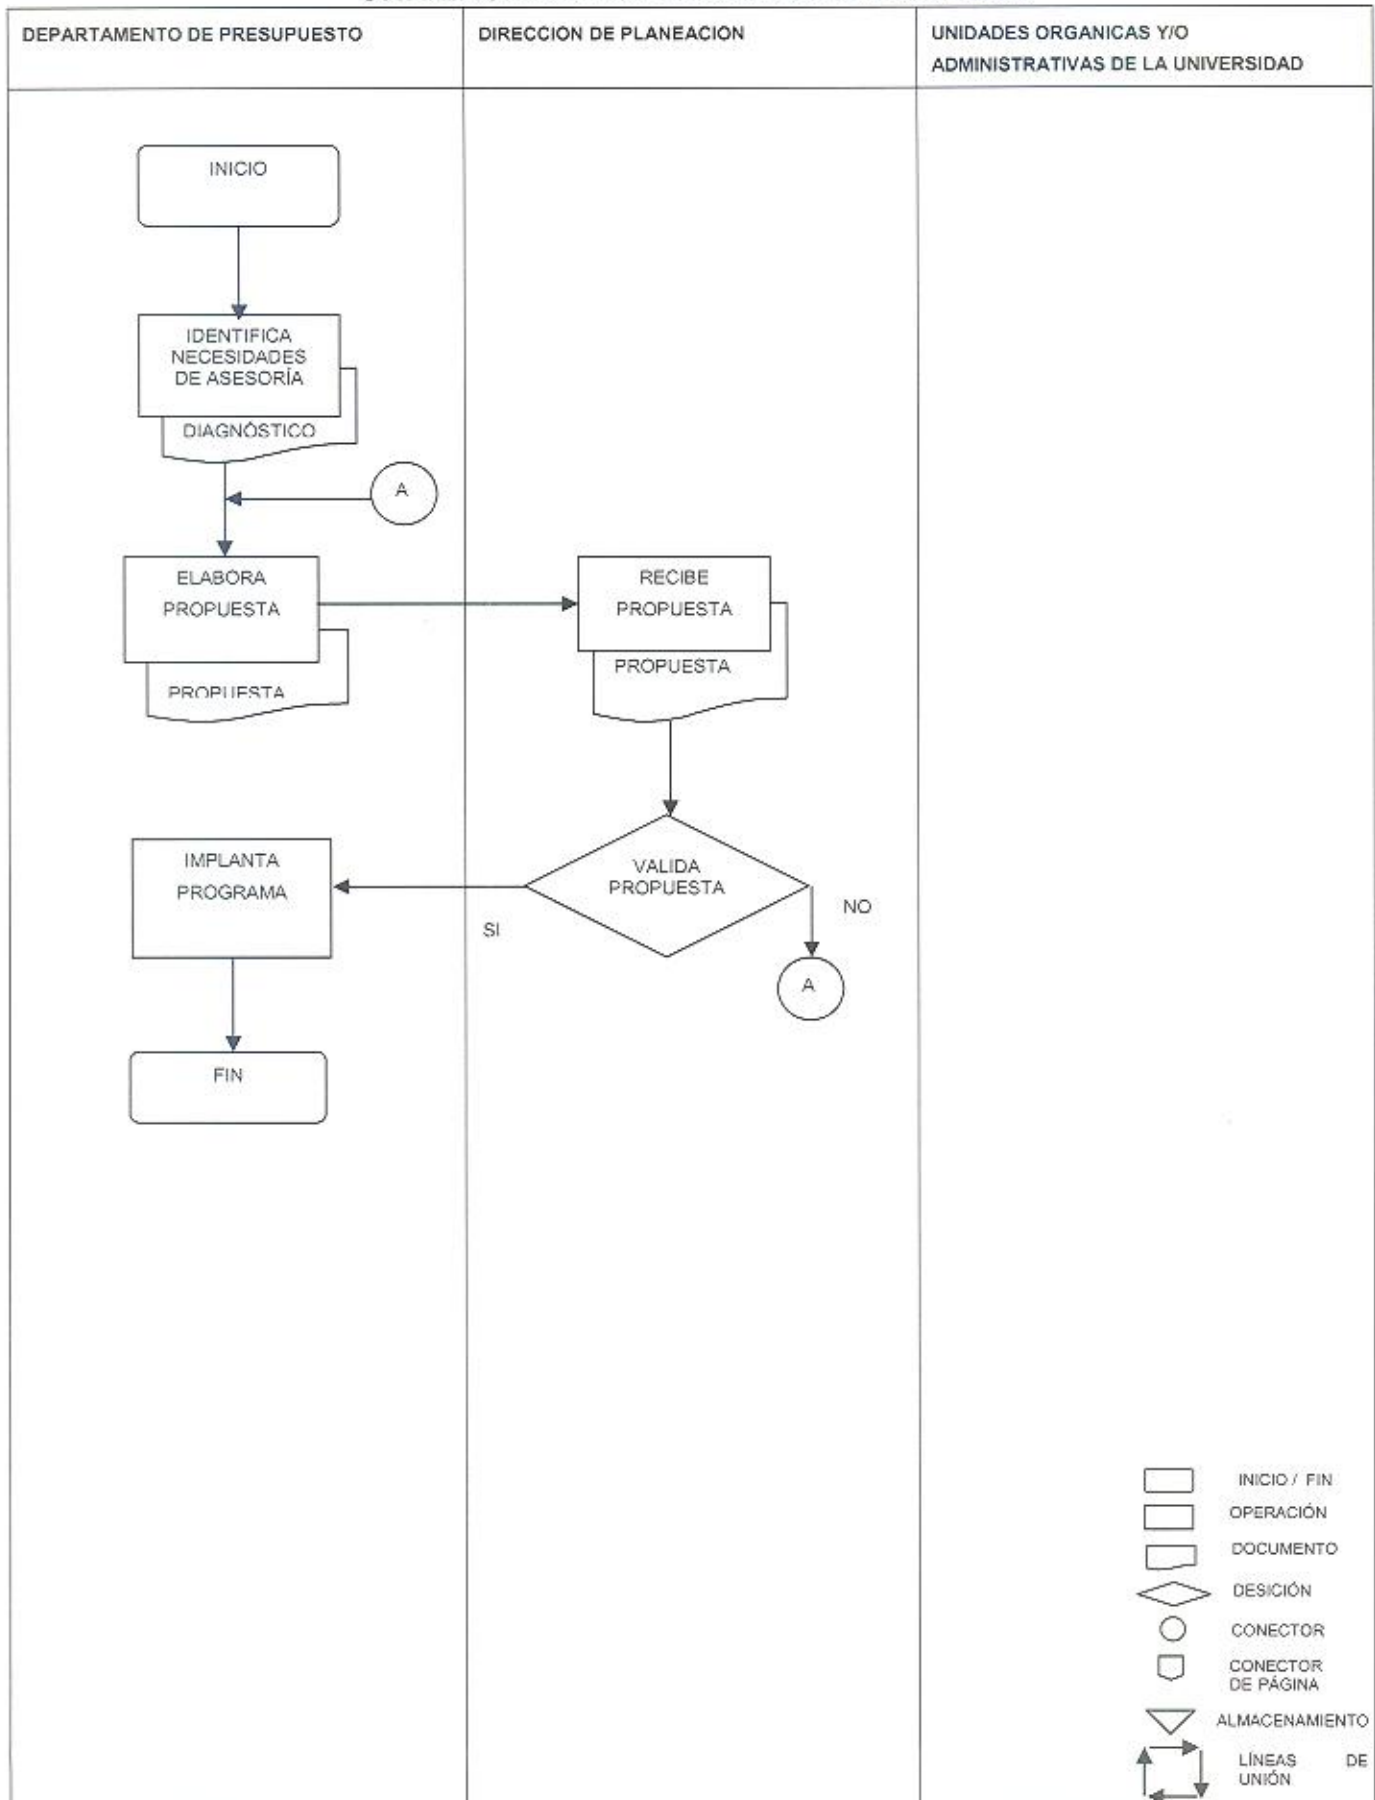 DEPARTAMENTO DE PRESUPUESTO
DIRECCION DE PLANEACION
UNIDADES ORGANICAS Y/O
ADMINISTRATIVAS DE LA UNIVERSIDAD
INICIO
IDENTIFICA
NECESIDADES
DE ASESORÍA
DIAGNÓSTICO
A
ELABORA
PROPUESTA
PROPUESTA
RECIBE
PROPUESTA
PROPUESTA
IMPLANTA
PROGRAMA
VALIDA
PROPUESTA
SI
NO
A
FIN
INICIO / FIN
OPERACIÓN
DOCUMENTO
DESICIÓN
CONECTOR
CONECTOR
DE PÁGINA
ALMACENAMIENTO
LÍNEAS DE
UNIÓN